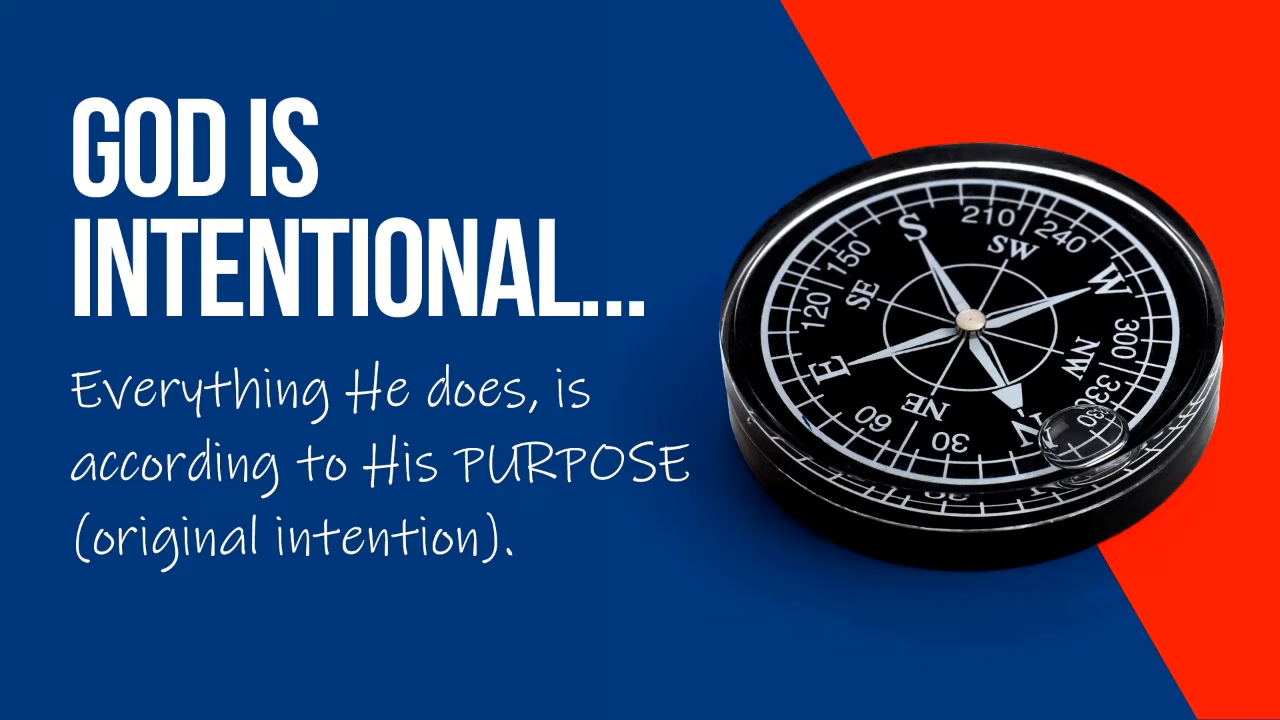 GOD IS
INTENTIONAL...
Everything He does, is
according to His PURPOSE
(original intention).
S
210
SW
240
W
300
NW
330
N
30
NE
60
E
120
SE
150